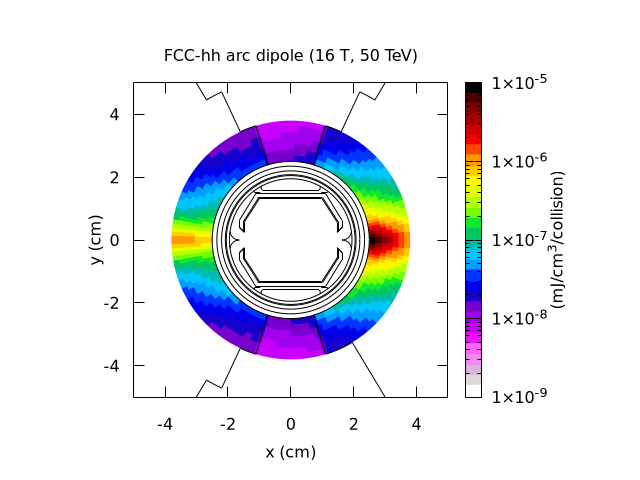 FCC-hh arc dipole (16 T, 50 TeV)
4
2
0
-2
-4
y (cm)
-4 -2 0 2 4
x (cm)
1×10⁻⁵
1×10⁻⁶
1×10⁻⁷
1×10⁻⁸
1×10⁻⁹
(mJ/cm³/collision)